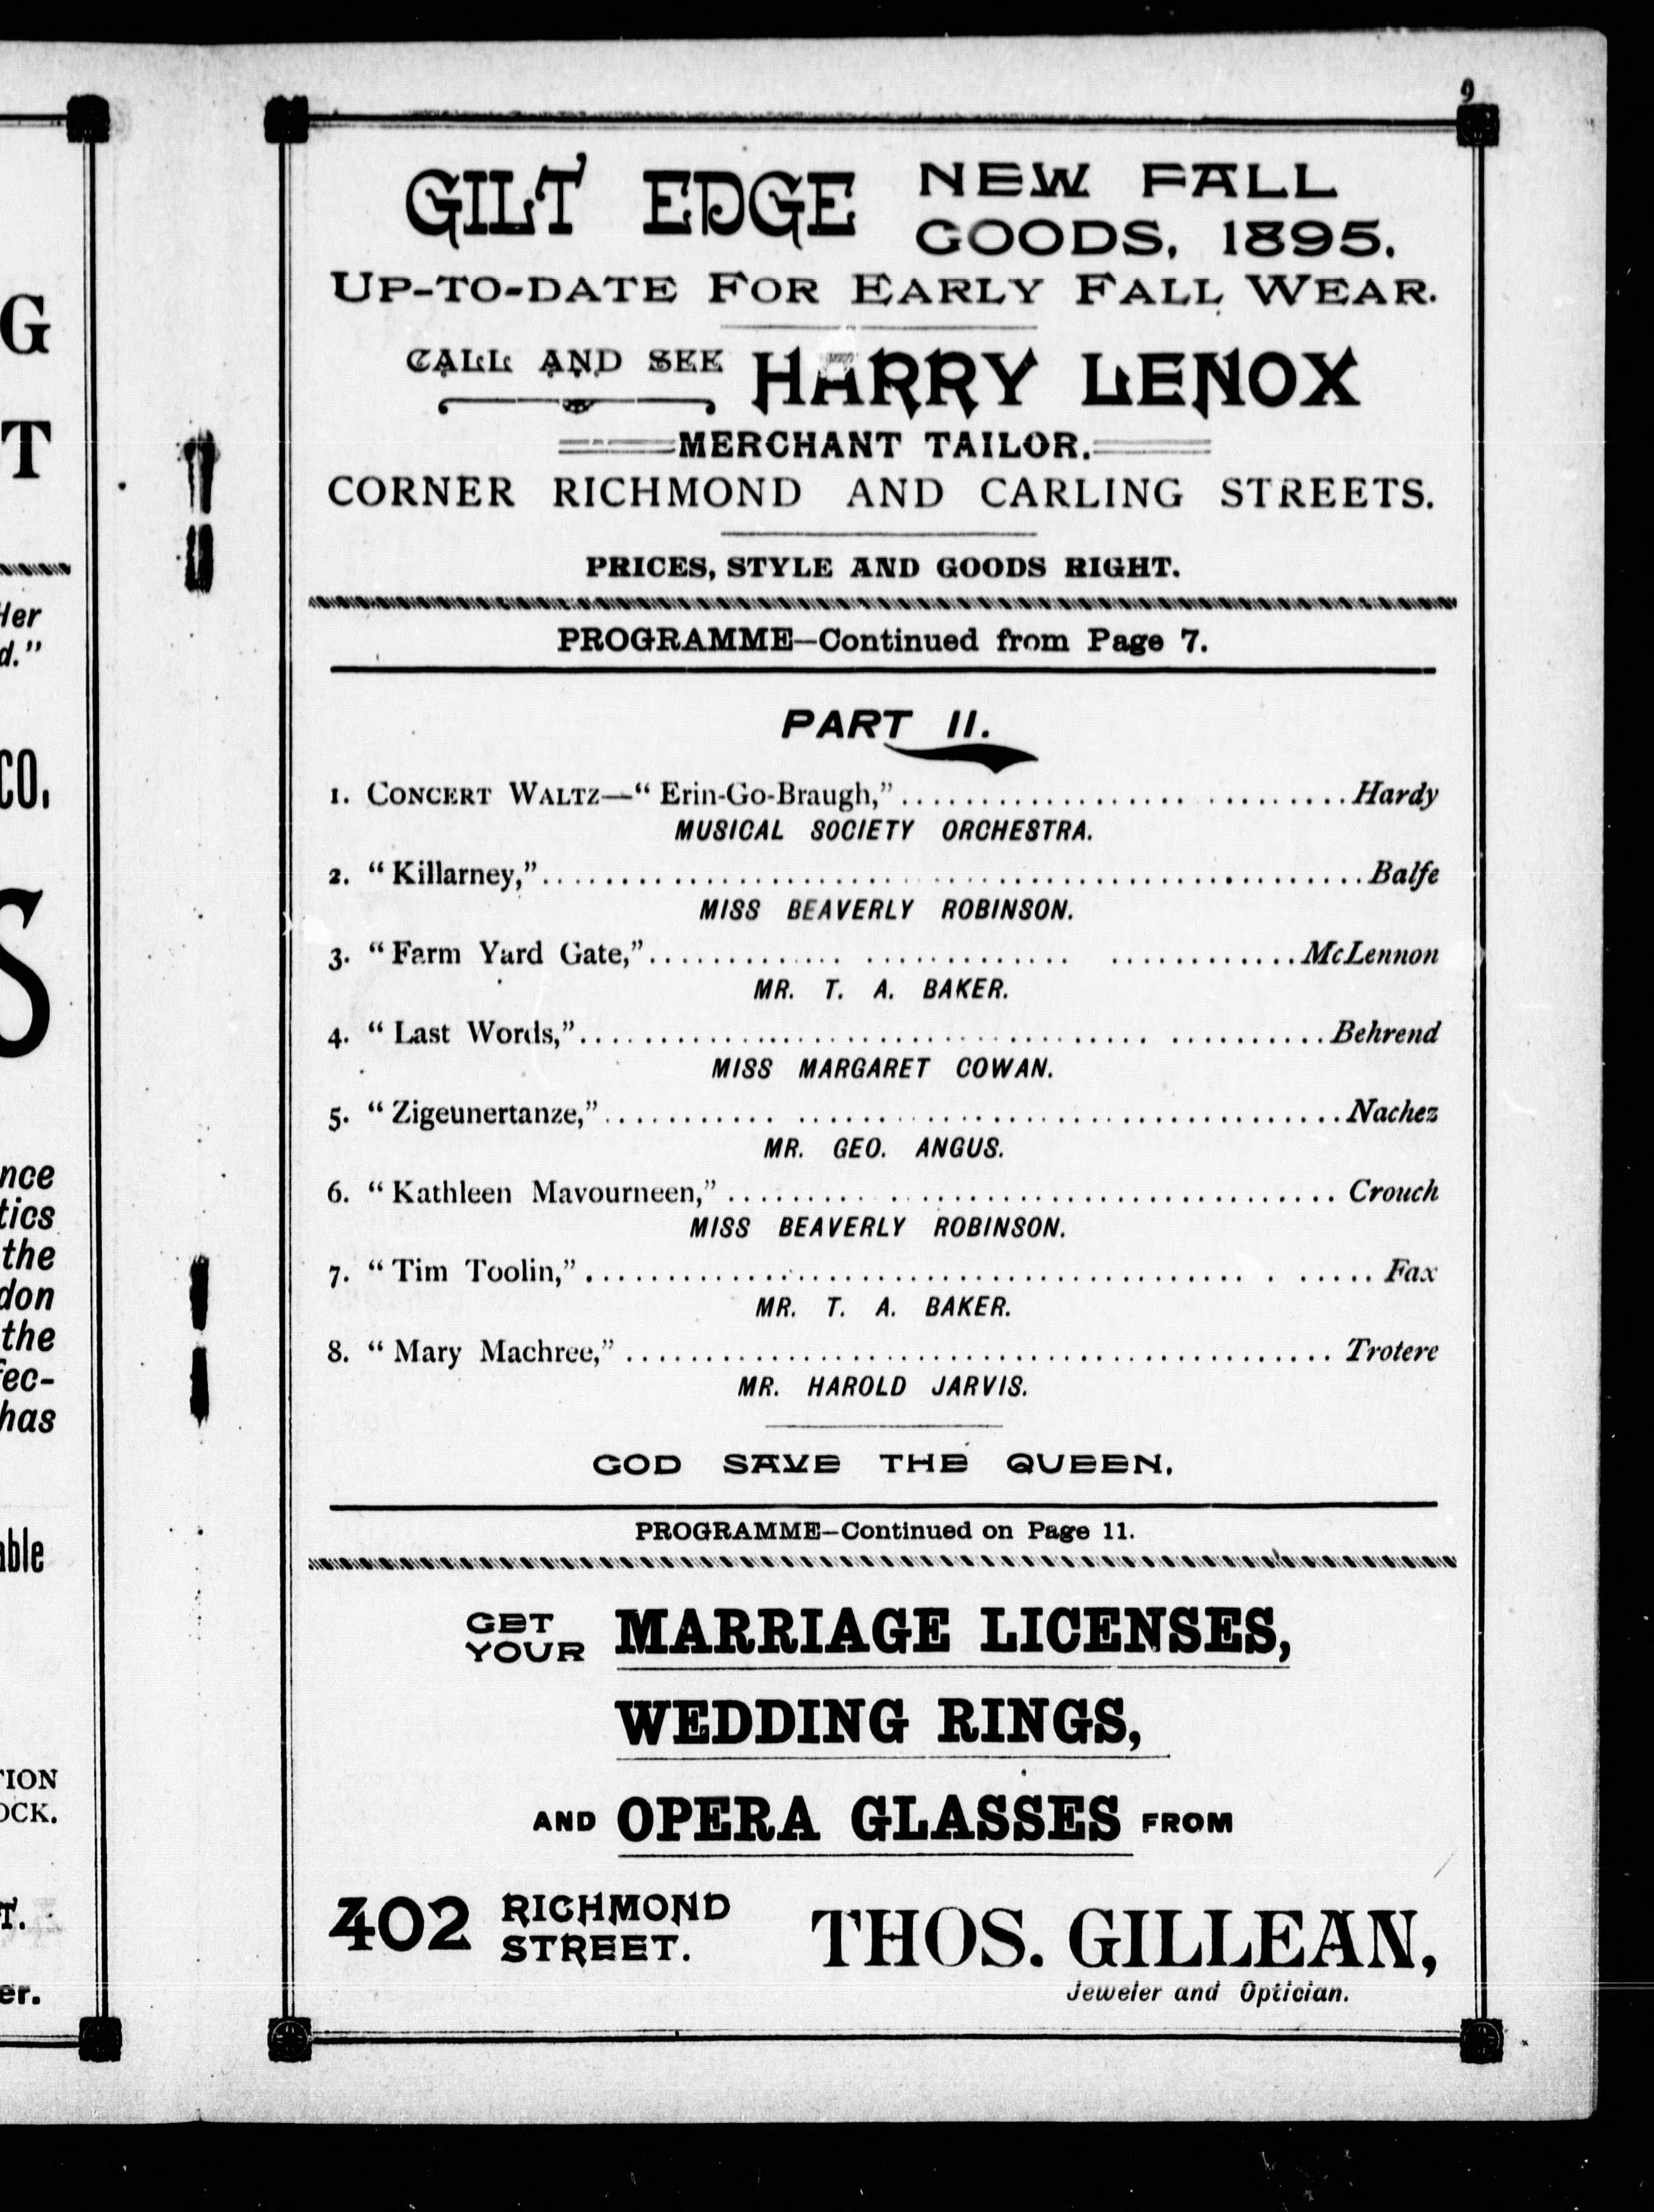 G
T
Her
d."
CO.
S
nce
tics
the
don
the
fec-
has
able
TION
OCK.
T.
er.
9
GILT EDGE NEW FALL
GOODS, 1895.
UP-TO-DATE FOR EARLY FALL WEAR.
CALL AND SEE HARRY LENOX
MERCHANT TAILOR.
CORNER RICHMOND AND CARLING STREETS.
PRICES, STYLE AND GOODS RIGHT.
PROGRAMME—Continued from Page 7.
PART II.
1. CONCERT WALTZ—"Erin-Go-Braugh,"........................Hardy
MUSICAL SOCIETY ORCHESTRA.
2. "Killarney,"........................Balfe
MISS BEAVERLY ROBINSON.
3. "Farm Yard Gate,"........................McLennon
MR. T. A. BAKER.
4. "Last Words,"........................Behrend
MISS MARGARET COWAN.
5. "Zigeunertanze,"........................Nachez
MR. GEO. ANGUS.
6. "Kathleen Mavourneen,"........................Crouch
MISS BEAVERLY ROBINSON.
7. "Tim Toolin,"........................Fax
MR. T. A. BAKER.
8. "Mary Machree,"........................Trotere
MR. HAROLD JARVIS.
GOD SAVE THE QUEEN.
PROGRAMME—Continued on Page 11.
GET
YOUR MARRIAGE LICENSES,
WEDDING RINGS,
AND OPERA GLASSES FROM
402 RICHMOND
STREET. THOS. GILLEAN,
Jeweler and Optician.